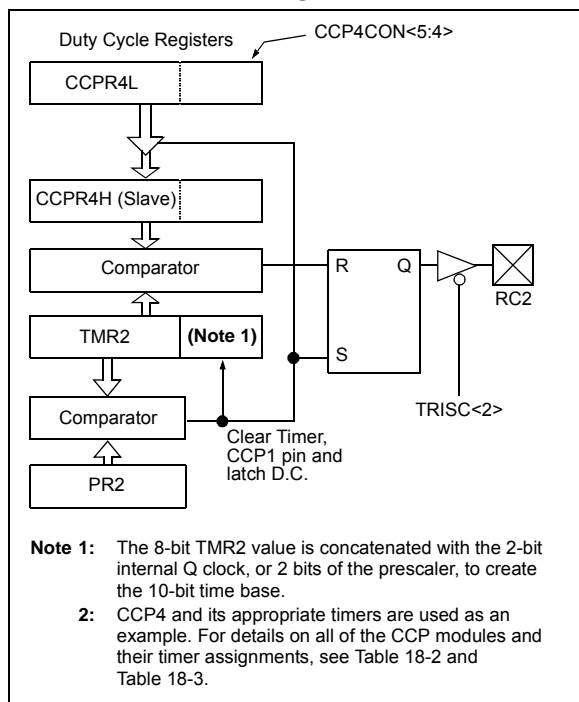 Duty Cycle Registers
CCP4CON<5:4>
CCPR4L
CCPR4H (Slave)
Comparator
R
Q
RC2
TMR2
(Note 1)
S
TRISC<2>
Comparator
Clear Timer,
CCP1 pin and
latch D.C.
PR2
Note 1: The 8-bit TMR2 value is concatenated with the 2-bit
internal Q clock, or 2 bits of the prescaler, to create
the 10-bit time base.
2: CCP4 and its appropriate timers are used as an
example. For details on all of the CCP modules and
their timer assignments, see Table 18-2 and
Table 18-3.